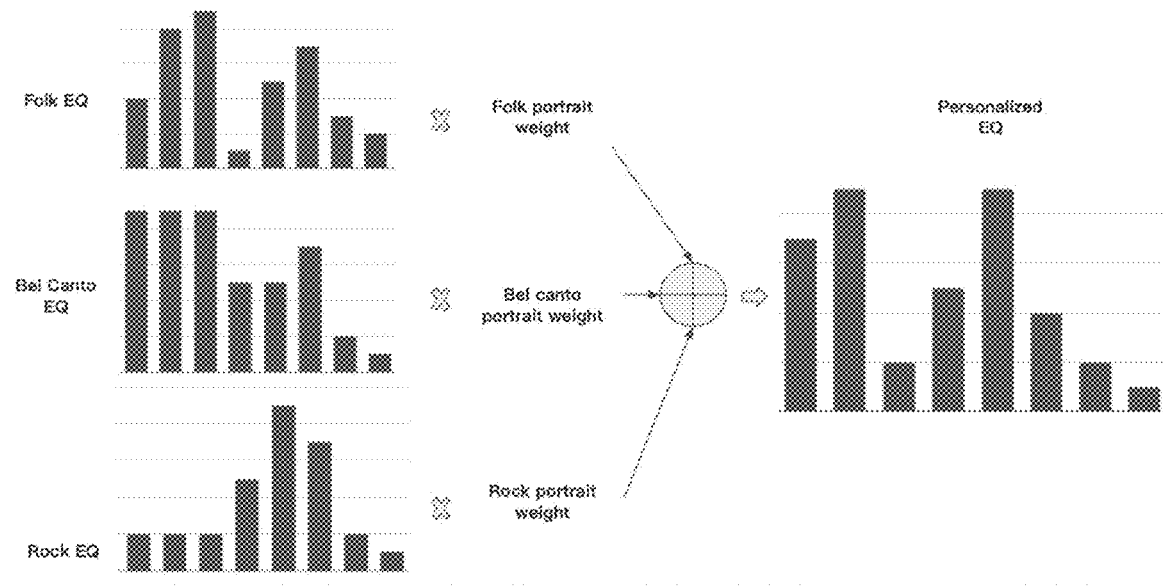 Folk EQ
Folk portrait
weight
Personalized
EQ
Bel Canto
EQ
Bel canto
portrait weight
Rock EQ
Rock portrait
weight